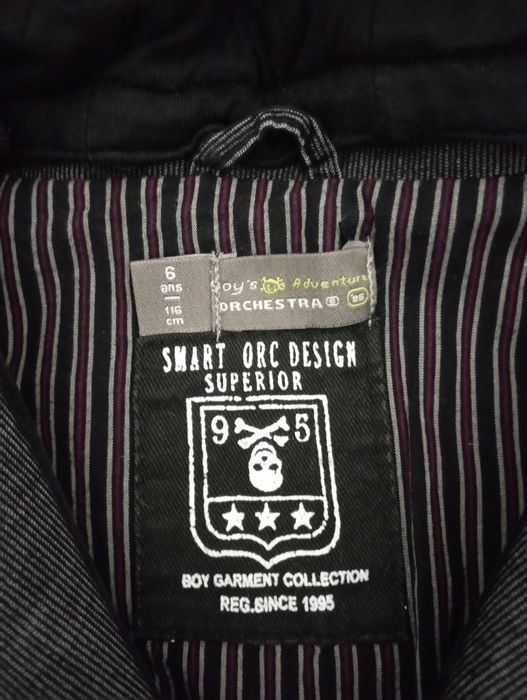 6
ans
116
cm
Boy's Adventure
ORCHESTRA ®
95
SMART ORC DESIGN
SUPERIOR
9 5
BOY GARMENT COLLECTION
REG.SINCE 1995